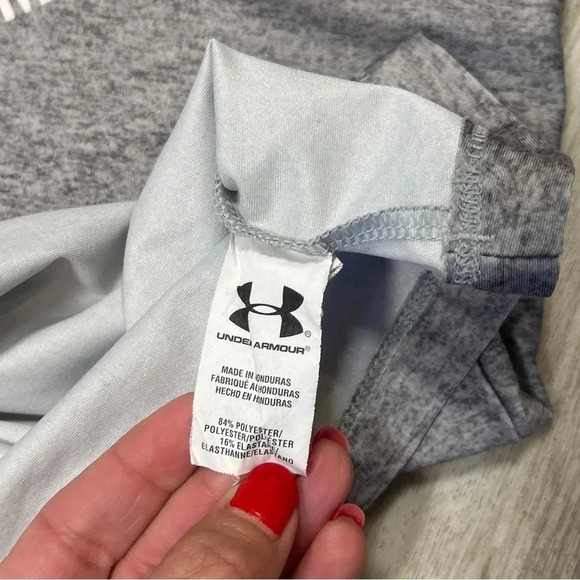 UNDER ARMOUR®
MADE IN HONDURAS
FABRIQUÉ AU HONDURAS
HECHO EN HONDURAS
84% POLYESTER/
POLYESTER/POLIÉSTER
16% ELASTANE/
ELASTHANNE/ELASTANO